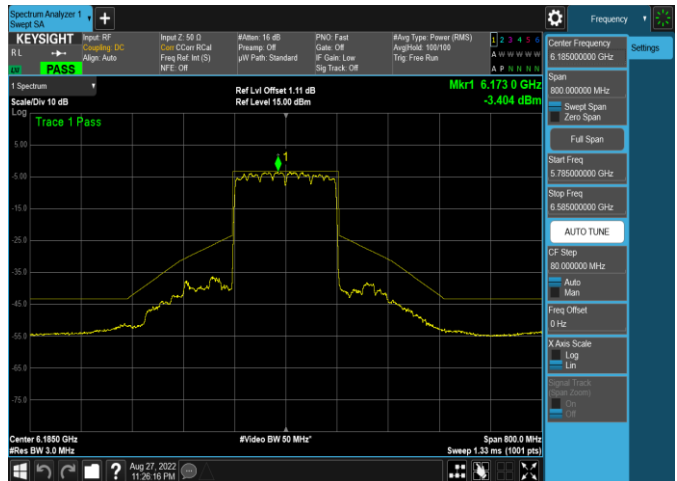 Spectrum Analyzer 1
Swept SA
Frequency
KEYSIGHT
RL
LW
PASS
Input: RF
Coupling: DC
Align: Auto
Input Z: 50 Ω
Corr CCorr RCal
Freq Ref: Int (S)
NFE: Off
#Atten: 16 dB
Preamp: Off
µW Path: Standard
PNO: Fast
Gate: Off
IF Gain: Low
Sig Track: Off
#Avg Type: Power (RMS)
Avg|Hold: 100/100
Trig: Free Run
1 2 3 4 5 6
A W W W W W
A P N N N N
1 Spectrum
Scale/Div 10 dB
Log
Ref Lvl Offset 1.11 dB
Ref Level 15.00 dBm
Mkr1 6.173 0 GHz
-3.404 dBm
Trace 1 Pass
1
5.00
-5.00
-15.0
-25.0
-35.0
-45.0
-55.0
-65.0
-75.0
Center 6.1850 GHz
#Res BW 3.0 MHz
#Video BW 50 MHz*
Span 800.0 MHz
Sweep 1.33 ms (1001 pts)
Aug 27, 2022
11:26:16 PM
Center Frequency
6.185000000 GHz
Settings
Span
800.000000 MHz
Swept Span
Zero Span
Full Span
Start Freq
5.785000000 GHz
Stop Freq
6.585000000 GHz
AUTO TUNE
CF Step
80.000000 MHz
Auto
Man
Freq Offset
0 Hz
X Axis Scale
Log
Lin
Signal Track
(Span Zoom)
On
Off